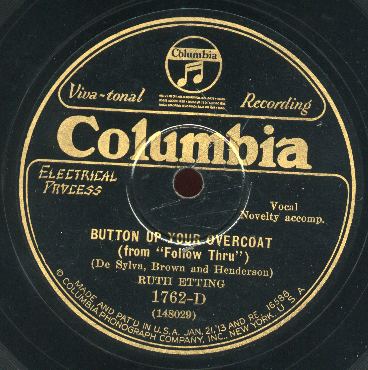 Columbia
Viva-tonal Recording
Columbia
ELECTRICAL
PROCESS
Vocal
Novelty accomp.
BUTTON UP YOUR OVERCOAT
(from "Follow Thru")
(De Sylva, Brown and Henderson)
RUTH ETTING
1762-D
(148029)
MADE AND PAT'D IN U.S.A. JAN. 21, '13 AND RE 16588
© COLUMBIA PHONOGRAPH COMPANY, INC., NEW YORK, U.S.A.